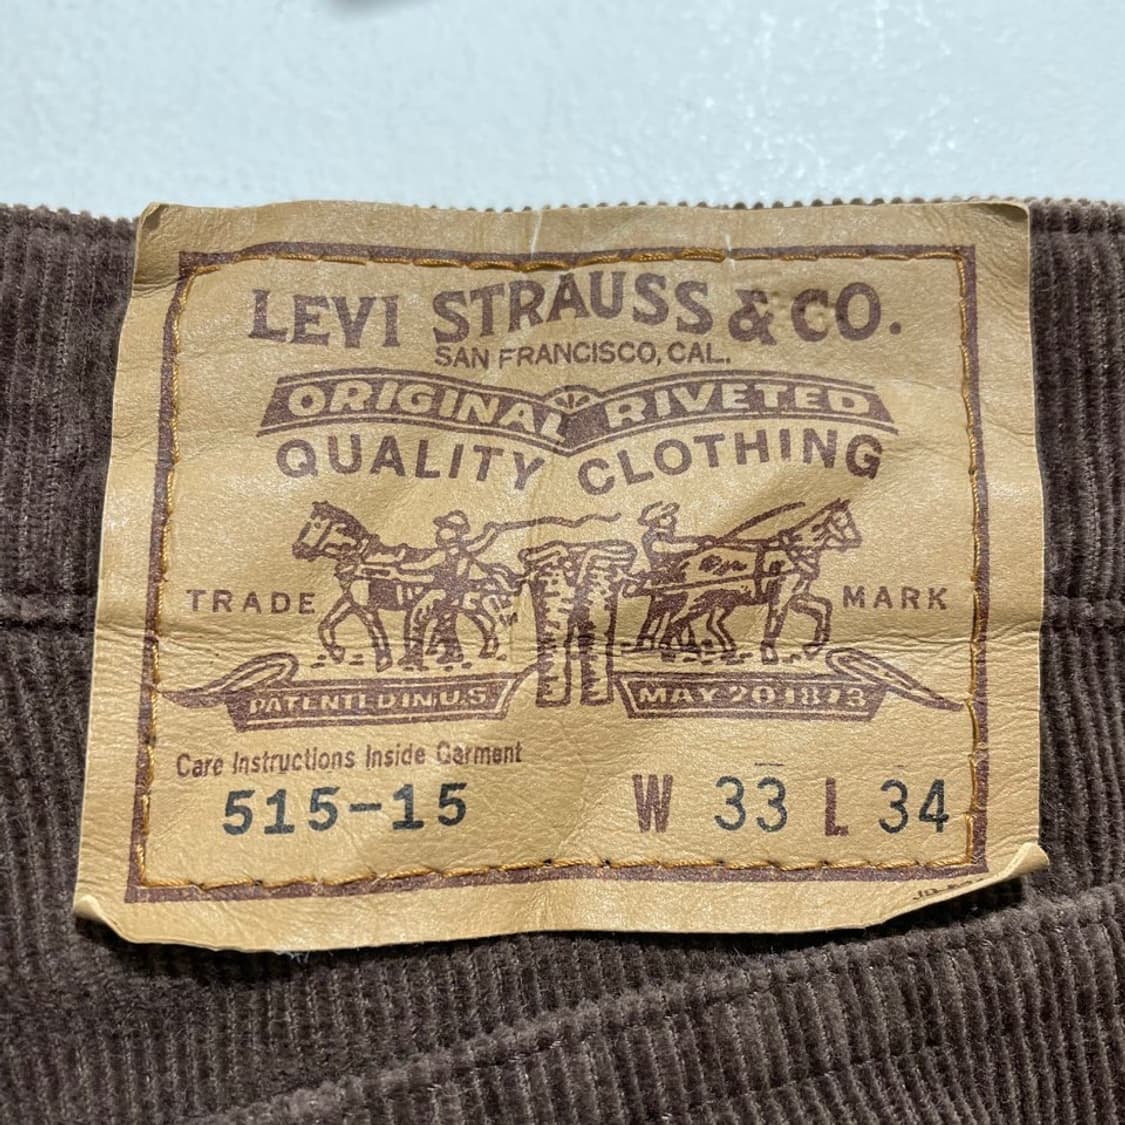 LEVI STRAUSS & CO.
SAN FRANCISCO, CAL.
ORIGINAL RIVETED
QUALITY CLOTHING
TRADE MARK
PATENTED IN U.S. MAY 20 1873
Care Instructions Inside Garment
515-15 W 33 L 34